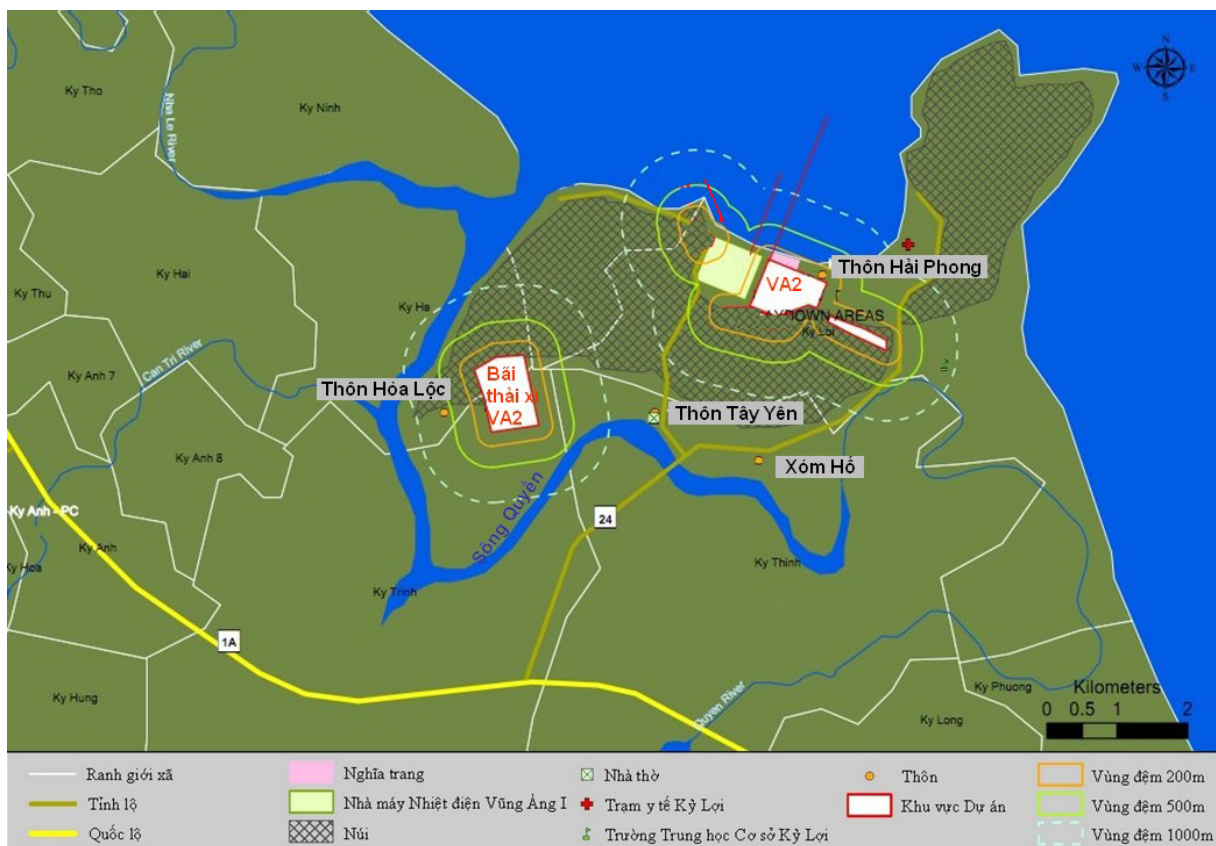 N
W E
S
Ky Tho
Ky Ninh
Nha Le River
Ky Hai
Ky Thu
Ky Ha
Thôn Hải Phong
VA2
LAYDOWN AREAS
Ky Loi
Can Tri River
Ky Anh 7
Thôn Hòa Lộc
Bãi
thải xỉ
VA2
Thôn Tây Yên
Ky Anh 8
Xóm Hố
Sông Quyền
24
Ky Anh - PC
Ky Anh
Ky Hoa
Ky Thinh
Ky Trinh
1A
Ky Hung
Quyen River
Ky Phuong
Ky Long
Kilometers
0 0.5 1 2
Ranh giới xã
Nghĩa trang
Nhà thờ
Thôn
Vùng đệm 200m
Tỉnh lộ
Nhà máy Nhiệt điện Vũng Áng I
Trạm y tế Kỳ Lợi
Khu vực Dự án
Vùng đệm 500m
Quốc lộ
Núi
Trường Trung học Cơ sở Kỳ Lợi
Vùng đệm 1000m